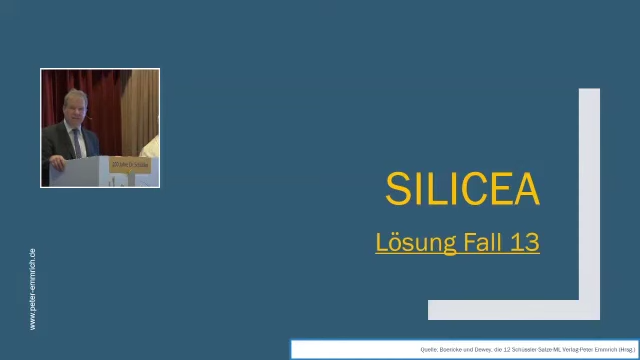 SILICEA
Lösung Fall 13
www.peter-emmrich.de
Quelle: Boericke und Dewey, die 12 Schüssler-Salze ML Verlag Peter Emmrich (Hrsg.)